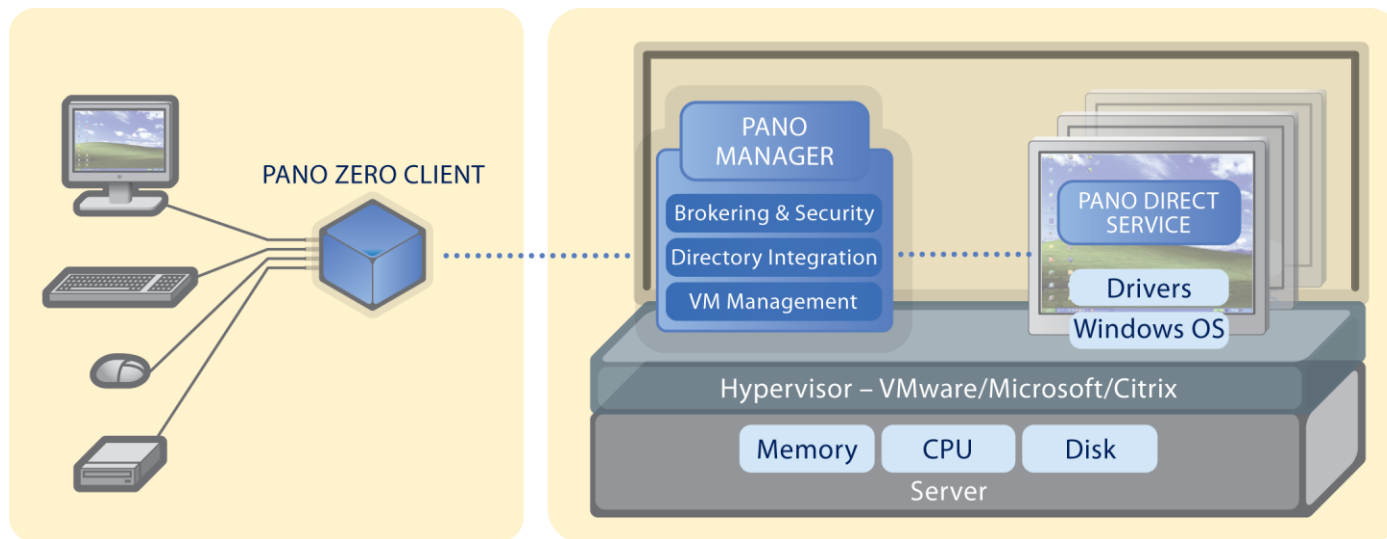 PANO ZERO CLIENT
PANO
MANAGER
Brokering & Security
Directory Integration
VM Management
PANO DIRECT
SERVICE
Drivers
Windows OS
Hypervisor – VMware/Microsoft/Citrix
Memory
CPU
Disk
Server